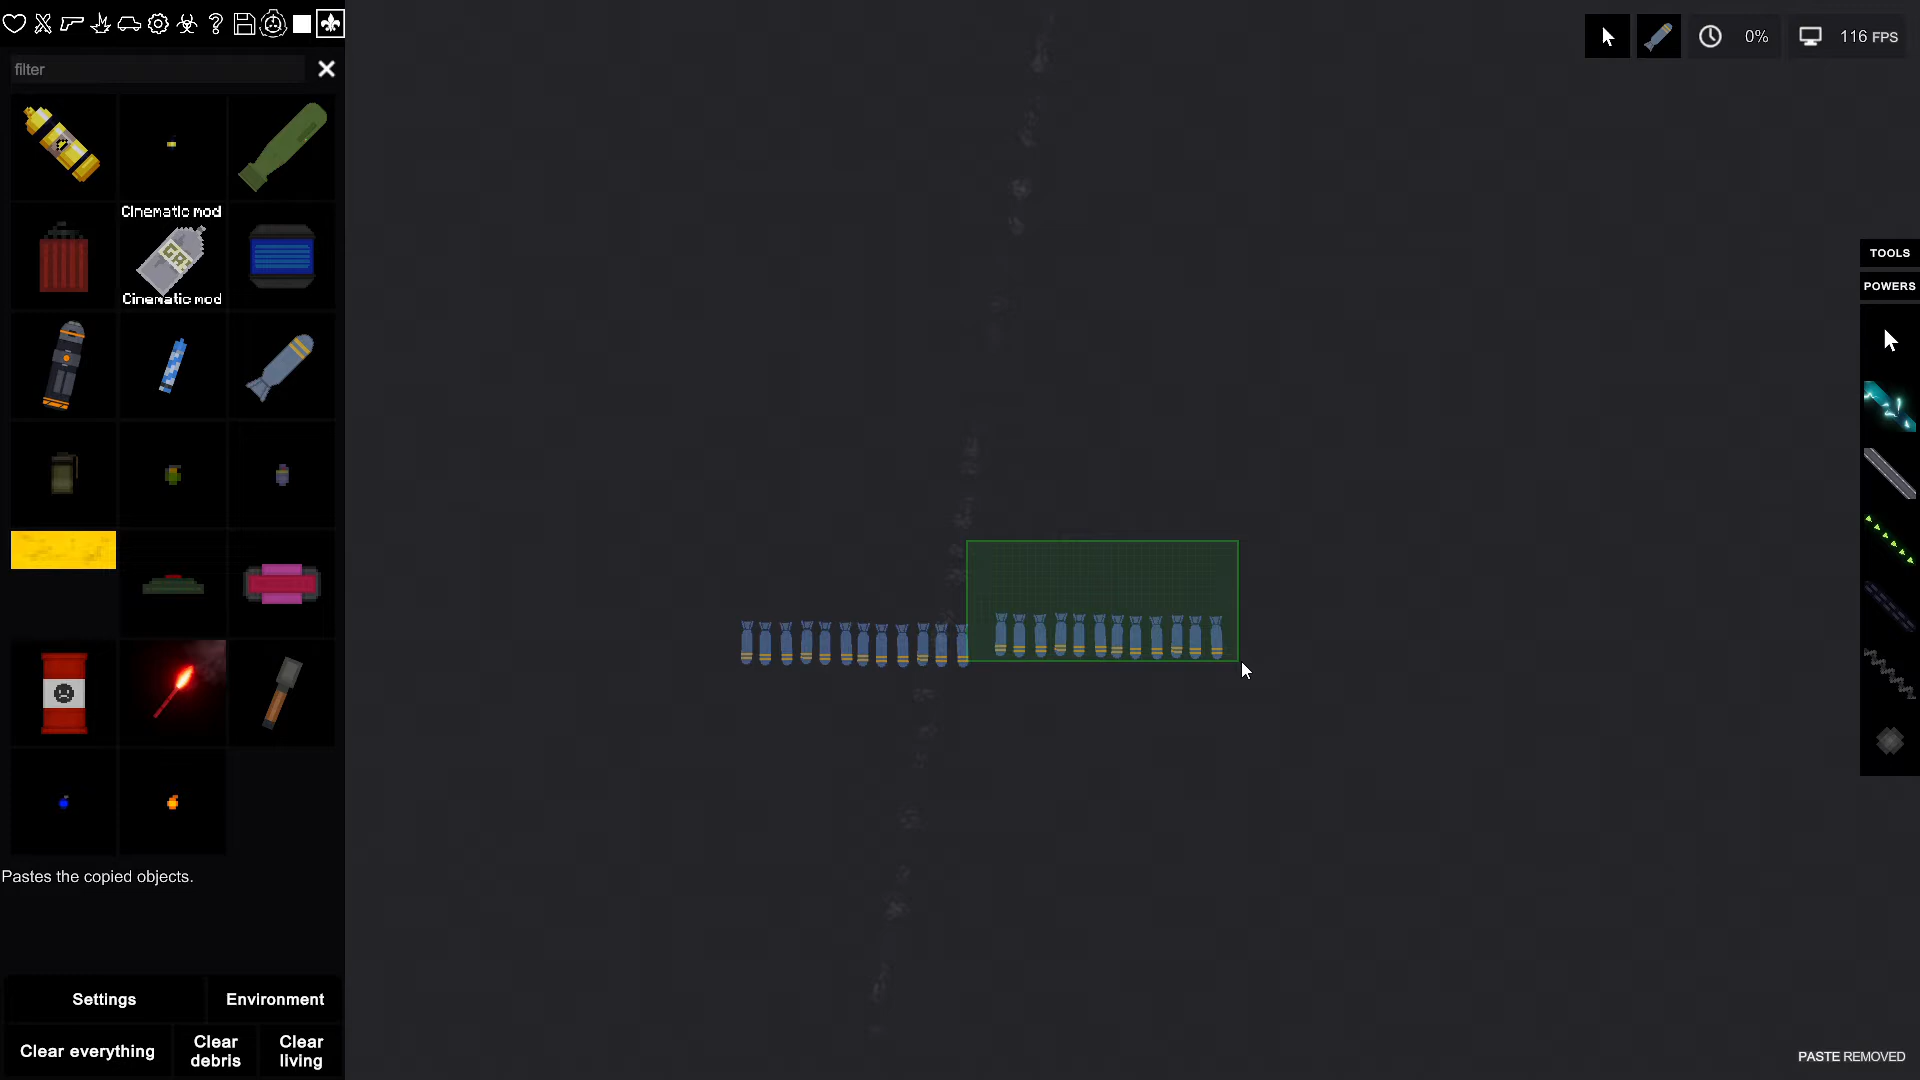 filter
0%
116 FPS
Cinematic mod
GAS
Cinematic mod
TOOLS
POWERS
Pastes the copied objects.
Settings
Environment
Clear everything
Clear debris
Clear living
PASTE REMOVED